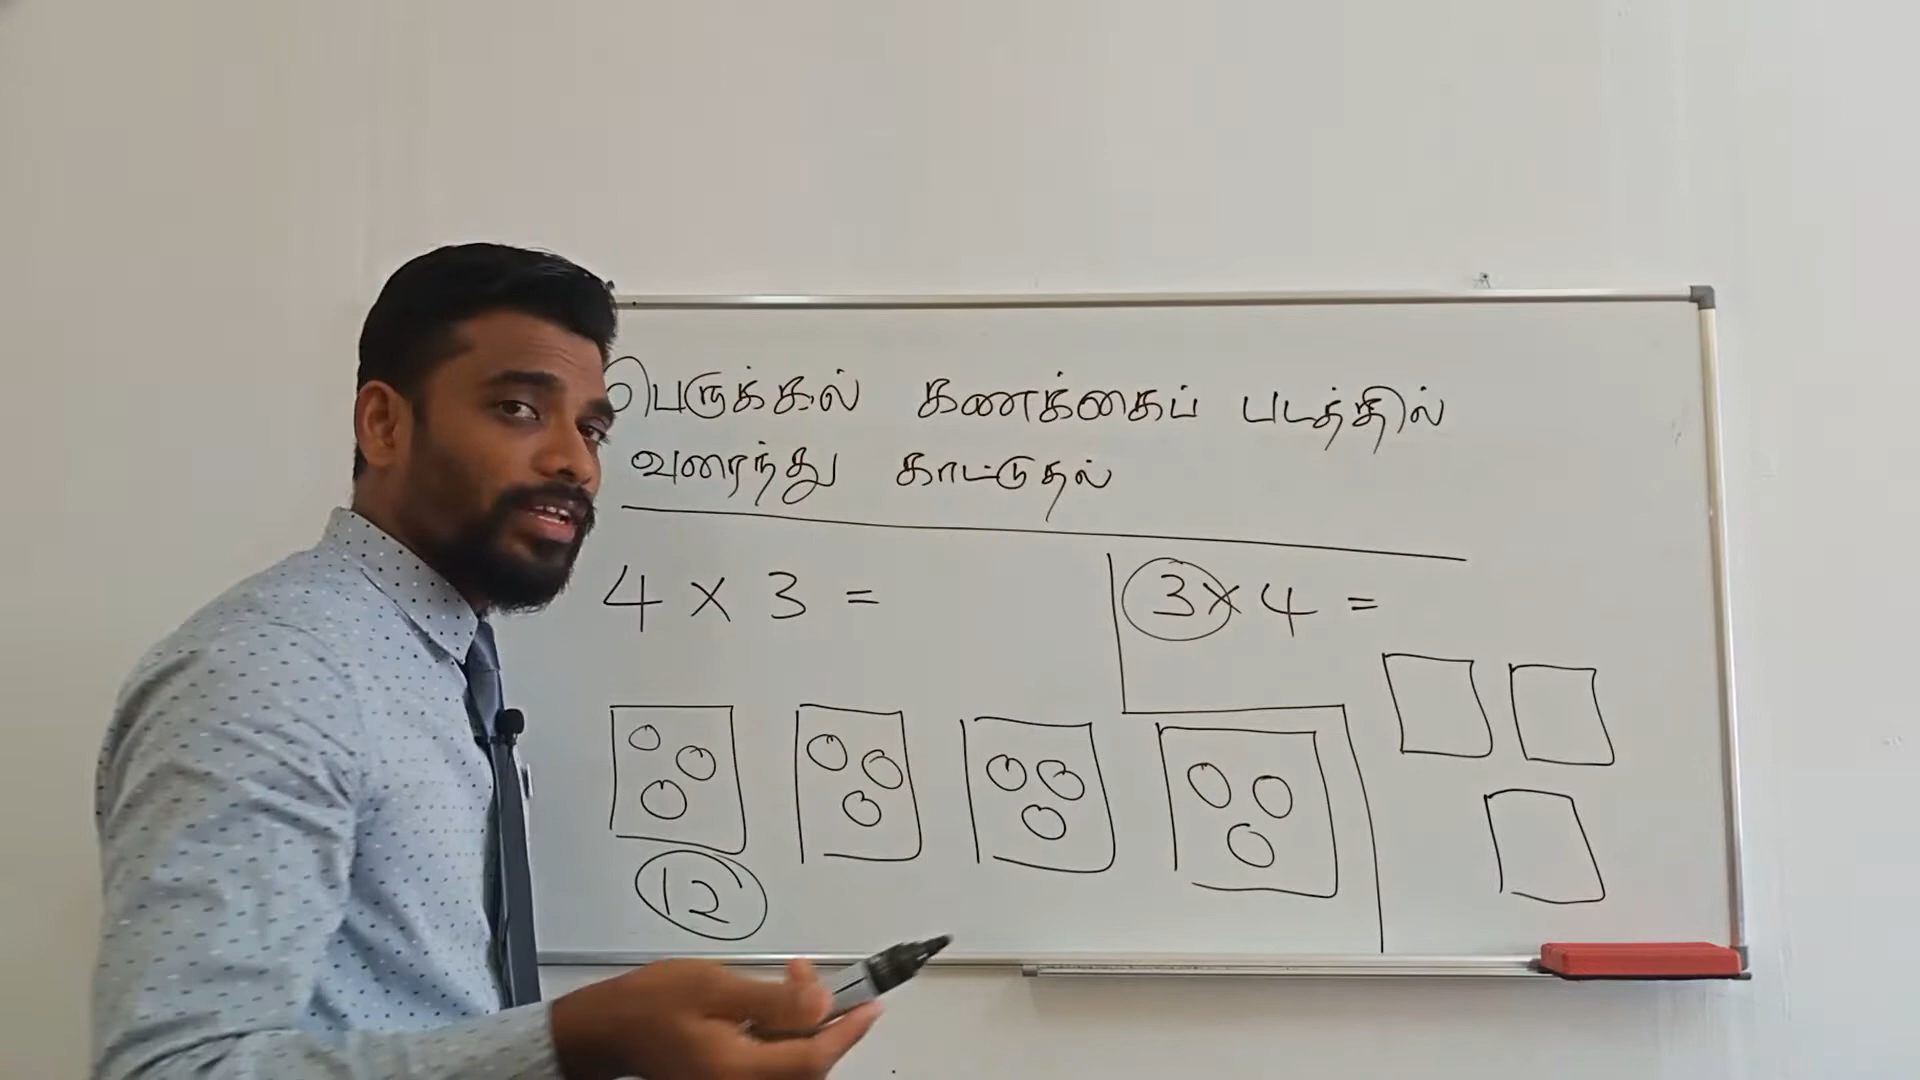 பெருக்கல் கணக்கைப் படத்தில்
வரைந்து காட்டுதல்
4 × 3 =
3 × 4 =
12